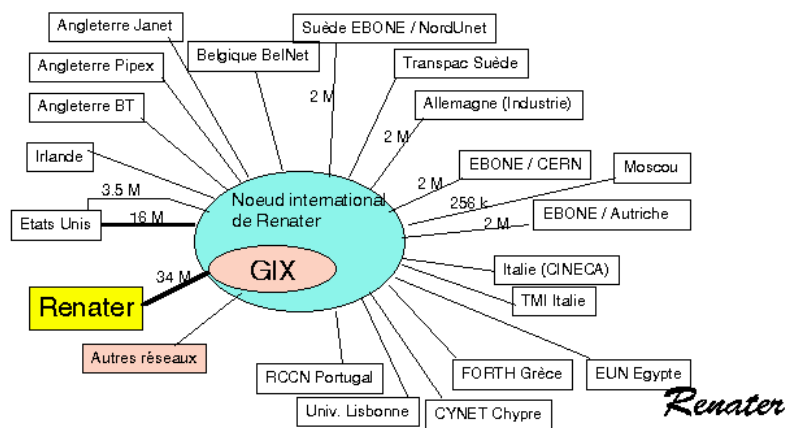 Angleterre Janet
Suède EBONE / NordUnet
Belgique BelNet
Angleterre Pipex
Transpac Suède
Angleterre BT
2 M
Allemagne (Industrie)
2 M
Irlande
EBONE / CERN
Moscou
3.5 M
2 M
Noeud international
de Renater
256 k
Etats Unis
16 M
2 M
EBONE / Autriche
GIX
34 M
Italie (CINECA)
Renater
TMI Italie
Autres réseaux
RCCN Portugal
FORTH Grèce
EUN Egypte
Univ. Lisbonne
CYNET Chypre
Renater